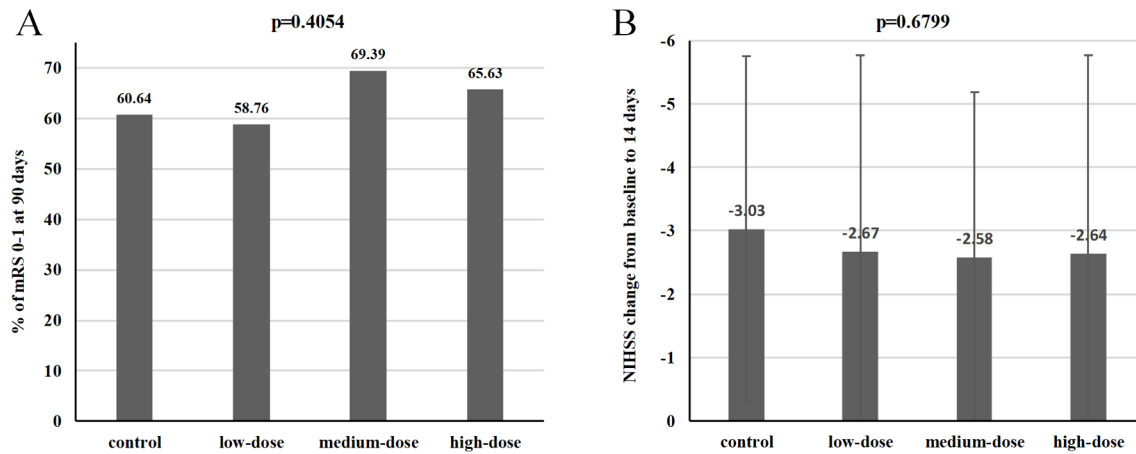 A
p=0.4054
% of mRS 0-1 at 90 days
70
60
50
40
30
20
10
0
60.64
58.76
69.39
65.63
control
low-dose
medium-dose
high-dose
B
p=0.6799
NIHSS change from baseline to 14 days
-6
-5
-4
-3
-2
-1
0
-3.03
-2.67
-2.58
-2.64
control
low-dose
medium-dose
high-dose